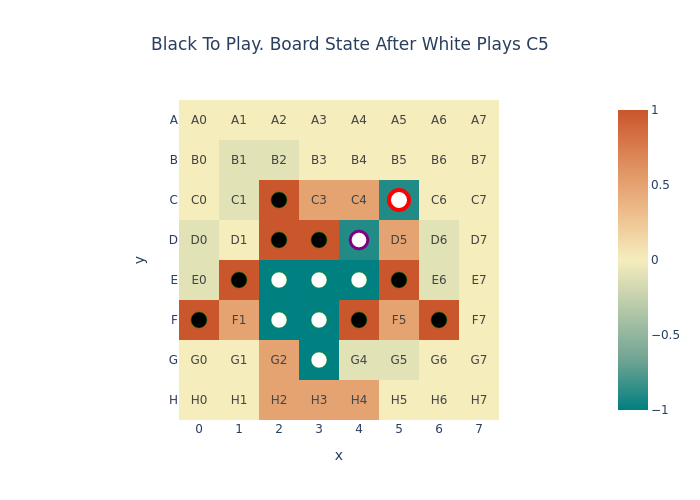 Black To Play. Board State After White Plays C5
A A0 A1 A2 A3 A4 A5 A6 A7
B B0 B1 B2 B3 B4 B5 B6 B7
C C0 C1 C3 C4 C6 C7
D D0 D1 D5 D6 D7
E E0 E6 E7
F F1 F5 F7
G G0 G1 G2 G4 G5 G6 G7
H H0 H1 H2 H3 H4 H5 H6 H7
0 1 2 3 4 5 6 7
x
y
1
0.5
0
−0.5
−1